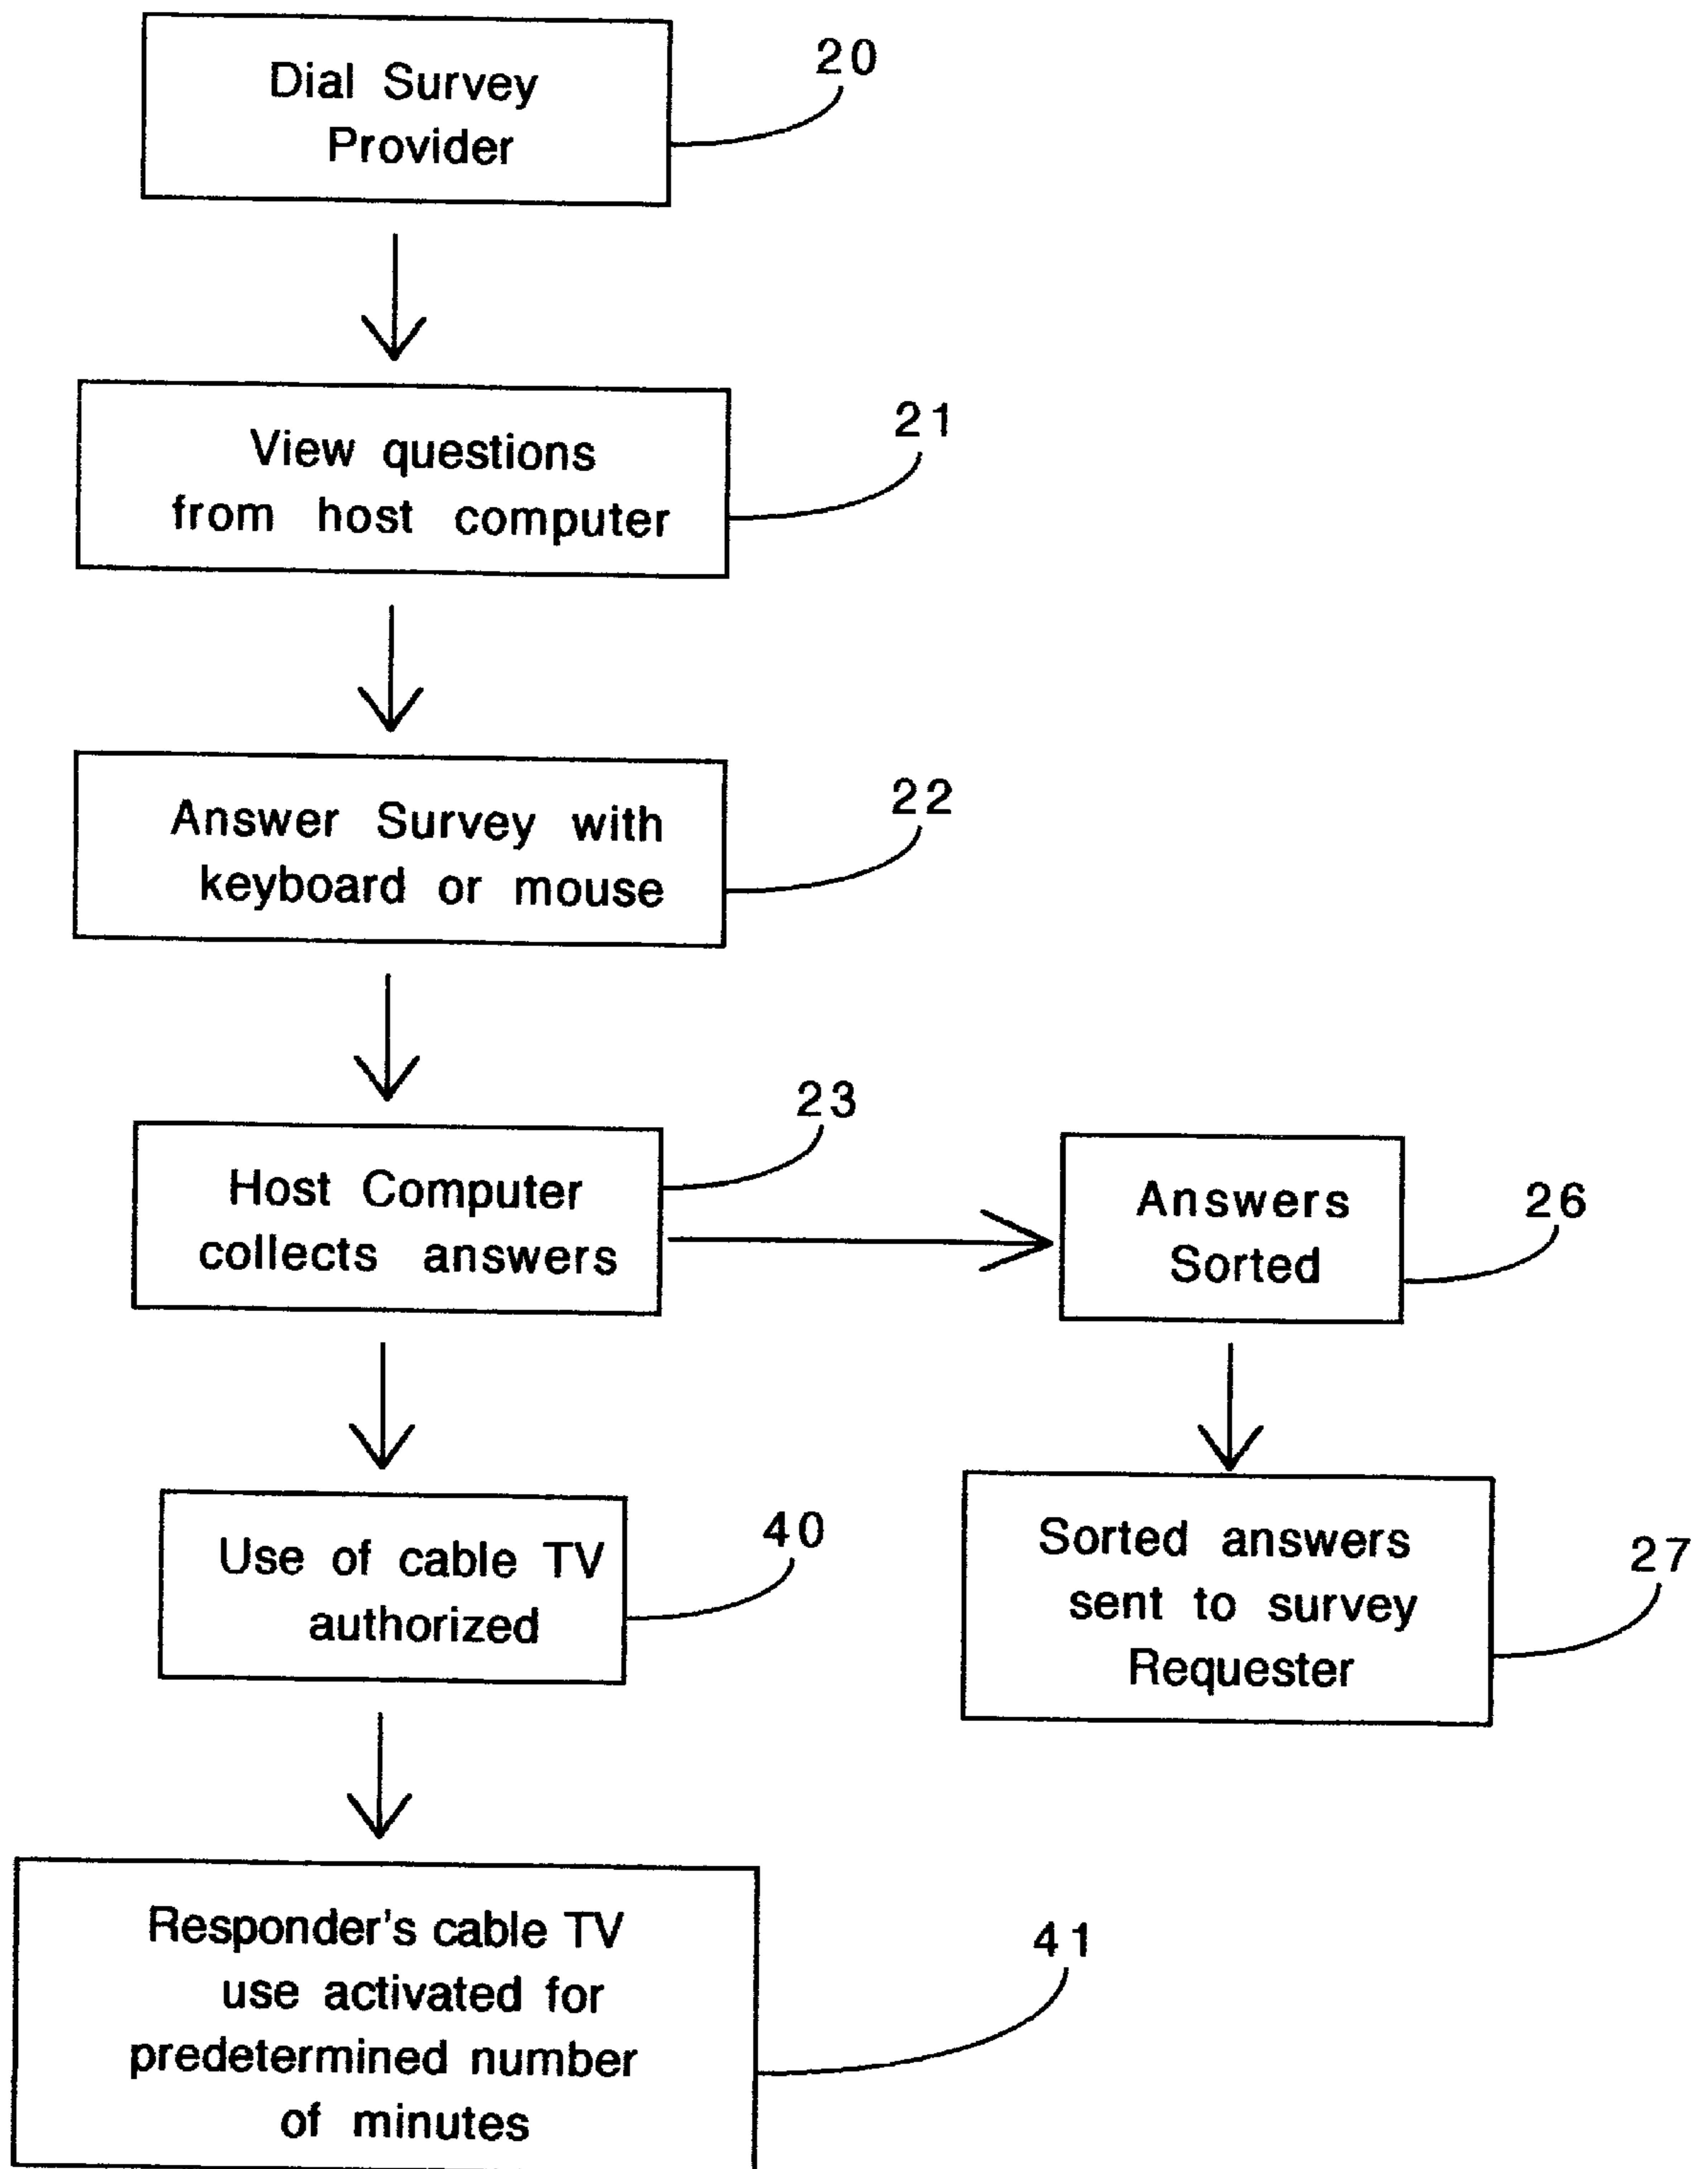 Dial Survey
Provider
20
View questions
from host computer
21
Answer Survey with
keyboard or mouse
22
Host Computer
collects answers
23
Answers
Sorted
26
Use of cable TV
authorized
40
Sorted answers
sent to survey
Requester
27
Responder's cable TV
use activated for
predetermined number
of minutes
41